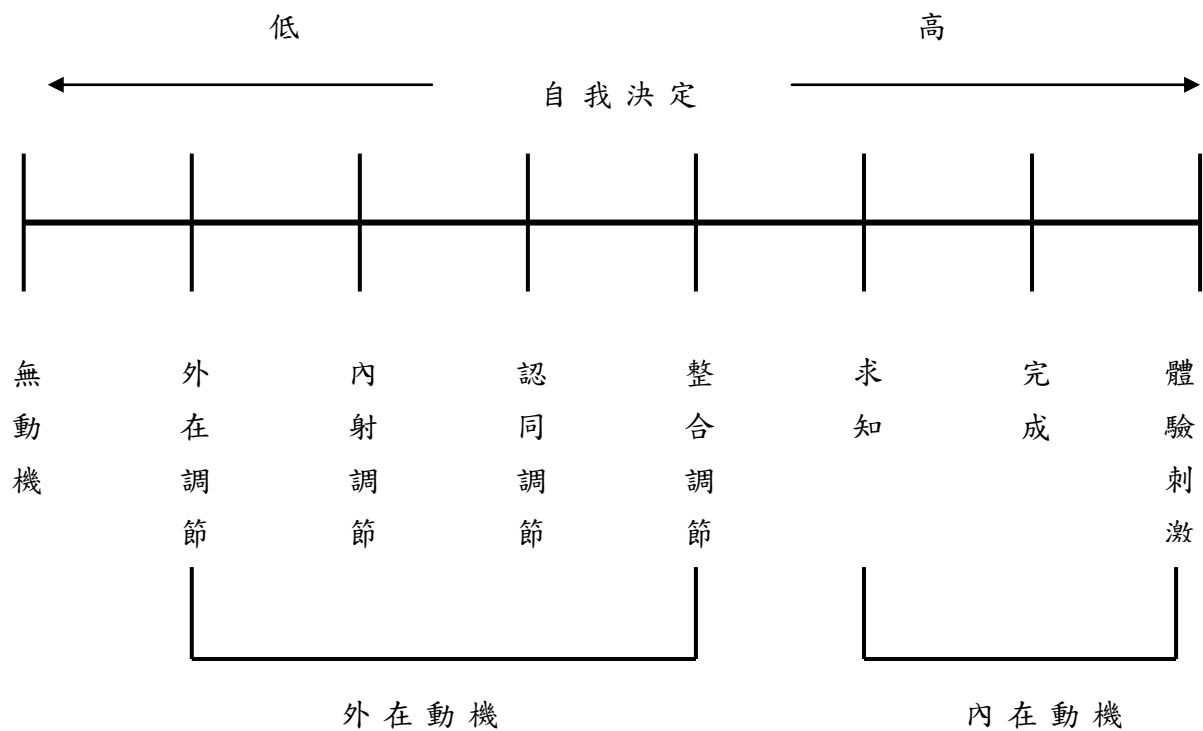 低
高
自我決定
無動機
外在調節
內射調節
認同調節
整合調節
求知
完成
體驗刺激
外在動機
內在動機